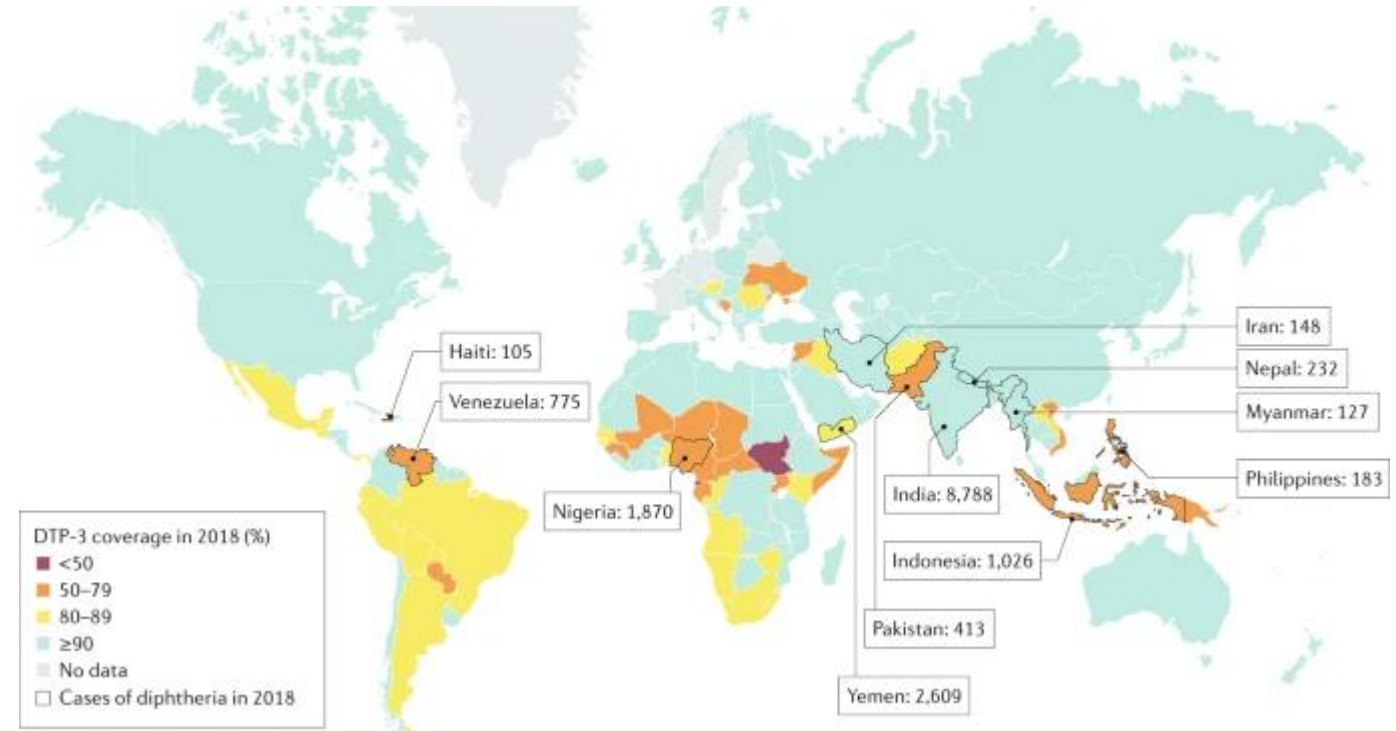 Iran: 148
Haiti: 105
Nepal: 232
Venezuela: 775
Myanmar: 127
Philippines: 183
India: 8,788
Nigeria: 1,870
DTP-3 coverage in 2018 (%)
<50
50–79
80–89
≥90
No data
Cases of diphtheria in 2018
Indonesia: 1,026
Pakistan: 413
Yemen: 2,609